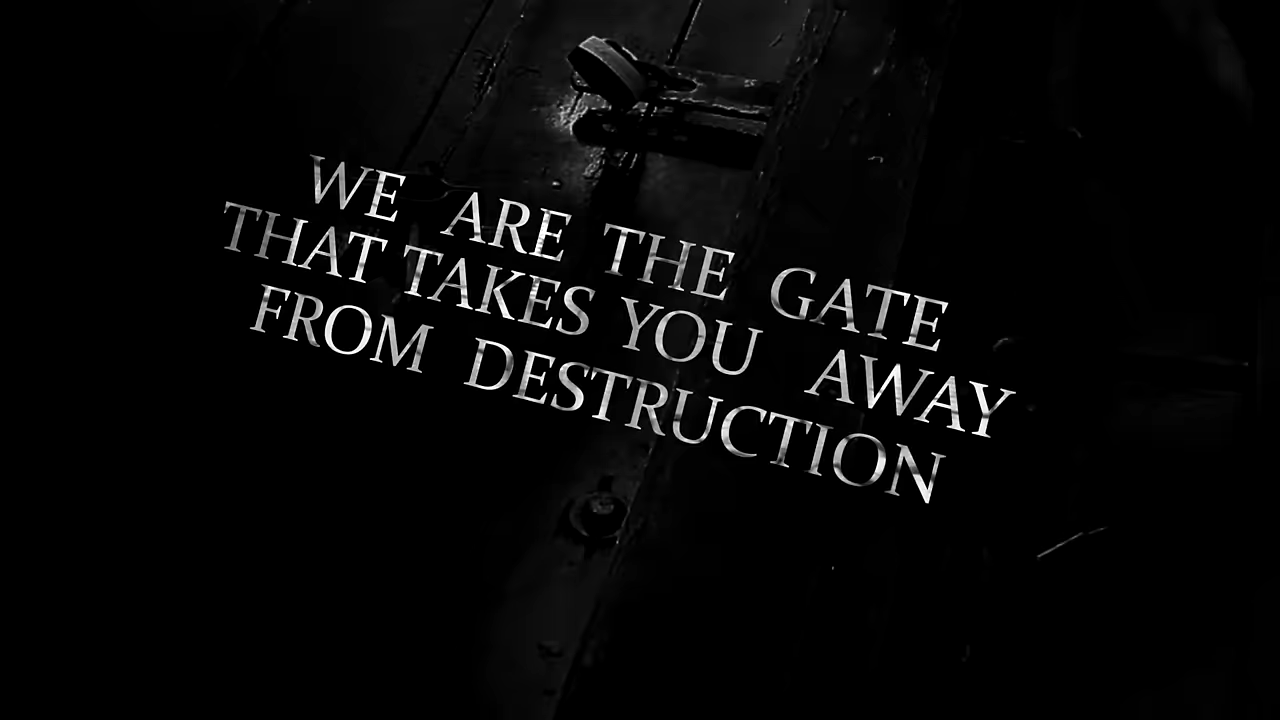 WE ARE THE GATE
THAT TAKES YOU AWAY
FROM DESTRUCTION